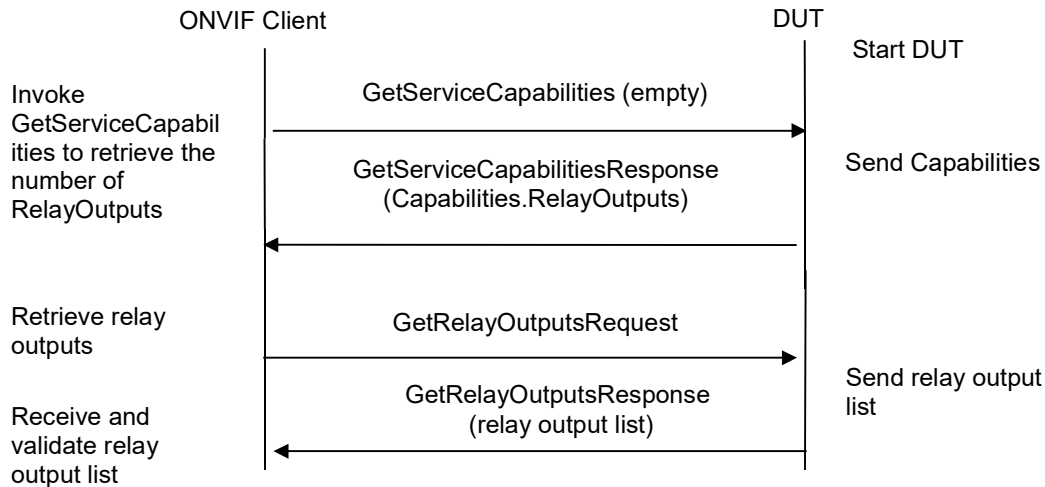 ONVIF Client
DUT
Start DUT
Invoke
GetServiceCapabil
ities to retrieve the
number of
RelayOutputs
GetServiceCapabilities (empty)
GetServiceCapabilitiesResponse
(Capabilities.RelayOutputs)
Send Capabilities
Retrieve relay
outputs
GetRelayOutputsRequest
GetRelayOutputsResponse
(relay output list)
Send relay output
list
Receive and
validate relay
output list